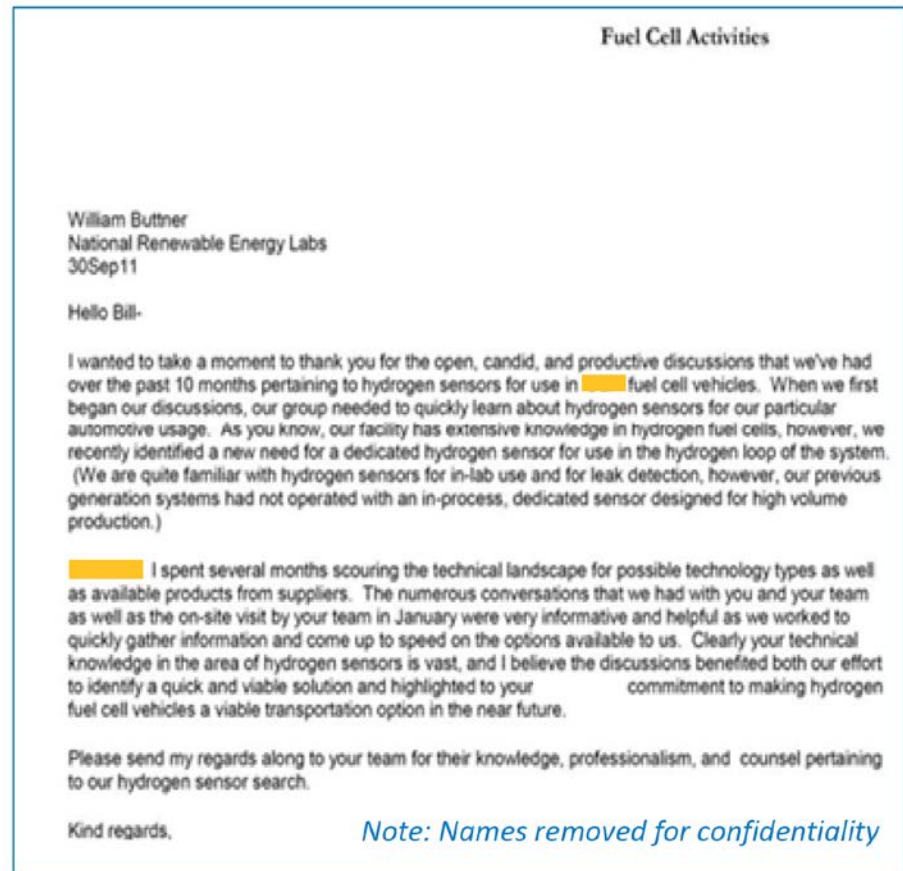 Fuel Cell Activities
William Buttner
National Renewable Energy Labs
30Sep11
Hello Bill-
I wanted to take a moment to thank you for the open, candid, and productive discussions that we've had
over the past 10 months pertaining to hydrogen sensors for use in fuel cell vehicles. When we first
began our discussions, our group needed to quickly learn about hydrogen sensors for our particular
automotive usage. As you know, our facility has extensive knowledge in hydrogen fuel cells, however, we
recently identified a new need for a dedicated hydrogen sensor for use in the hydrogen loop of the system.
(We are quite familiar with hydrogen sensors for in-lab use and for leak detection, however, our previous
generation systems had not operated with an in-process, dedicated sensor designed for high volume
production.)
I spent several months scouring the technical landscape for possible technology types as well
as available products from suppliers. The numerous conversations that we had with you and your team
as well as the on-site visit by your team in January were very informative and helpful as we worked to
quickly gather information and come up to speed on the options available to us. Clearly your technical
knowledge in the area of hydrogen sensors is vast, and I believe the discussions benefited both our effort
to identify a quick and viable solution and highlighted to your commitment to making hydrogen
fuel cell vehicles a viable transportation option in the near future.
Please send my regards along to your team for their knowledge, professionalism, and counsel pertaining
to our hydrogen sensor search.
Kind regards,
Note: Names removed for confidentiality